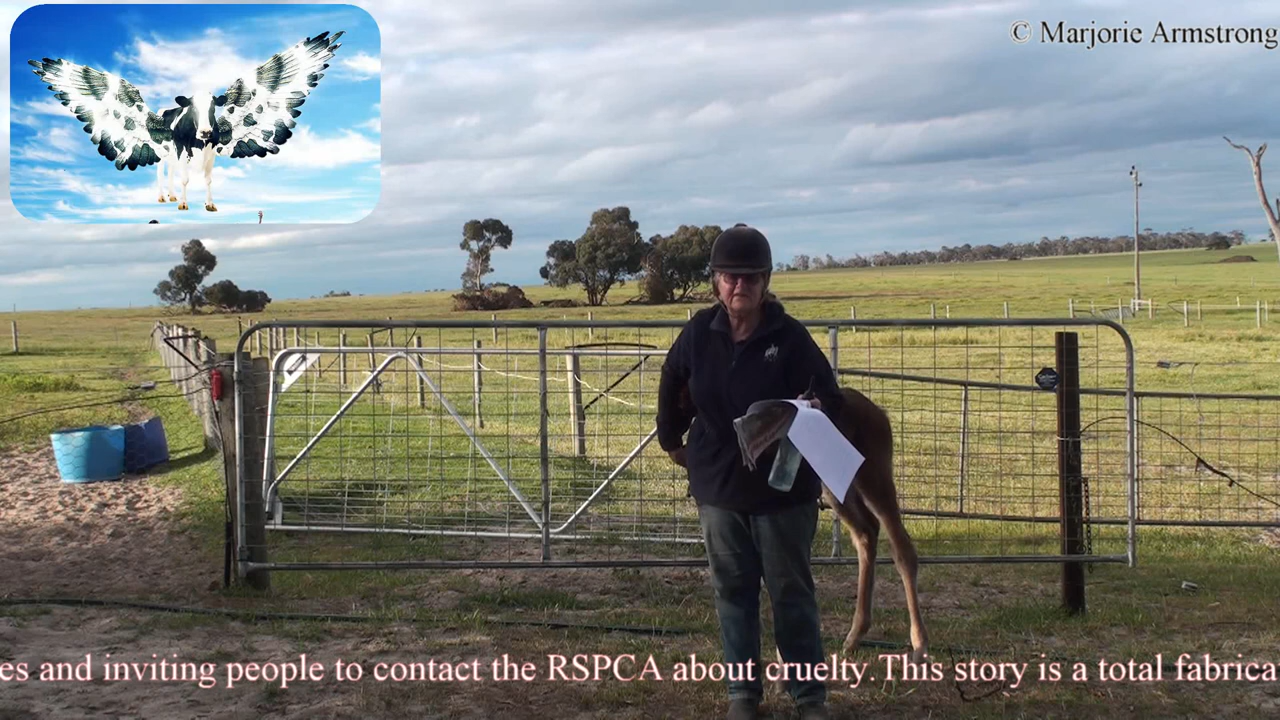 © Marjorie Armstrong
es and inviting people to contact the RSPCA about cruelty.This story is a total fabrica